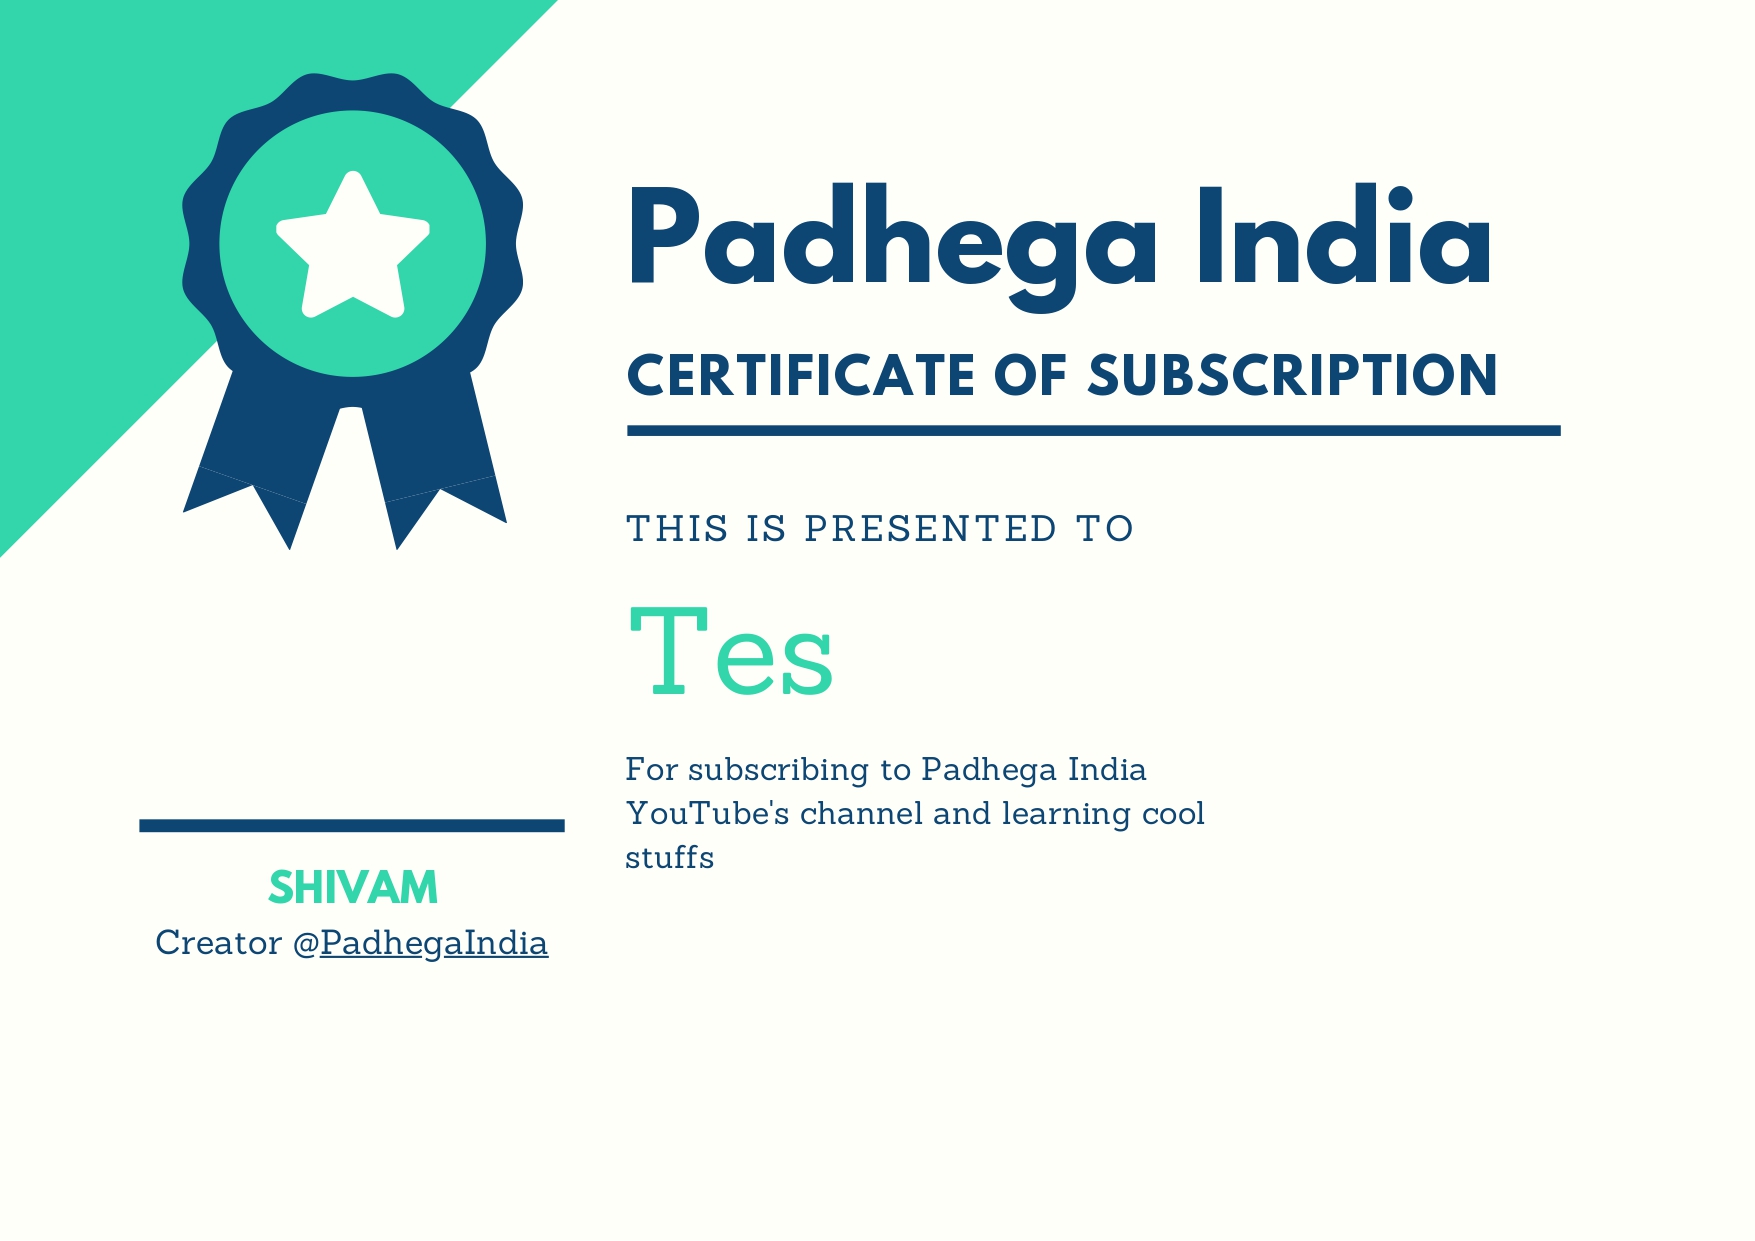 Padhega India
CERTIFICATE OF SUBSCRIPTION
THIS IS PRESENTED TO
Tes
For subscribing to Padhega India
YouTube's channel and learning cool
stuffs
SHIVAM
Creator @PadhegaIndia